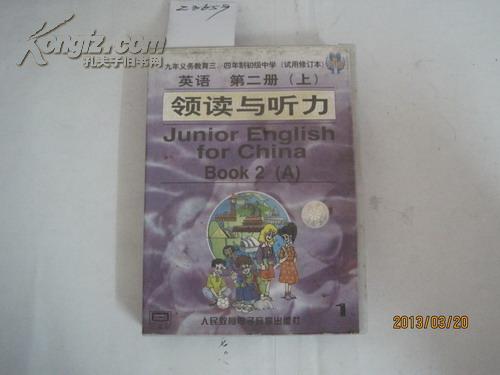 23659
Kongfz.com
孔夫子旧书网
九年义务教育三、四年制初级中学（试用修订本）
英语 第二册（上）
领读与听力
Junior English
for China
Book 2 (A)
1
人民教育电子音像出版社
2013/03/20